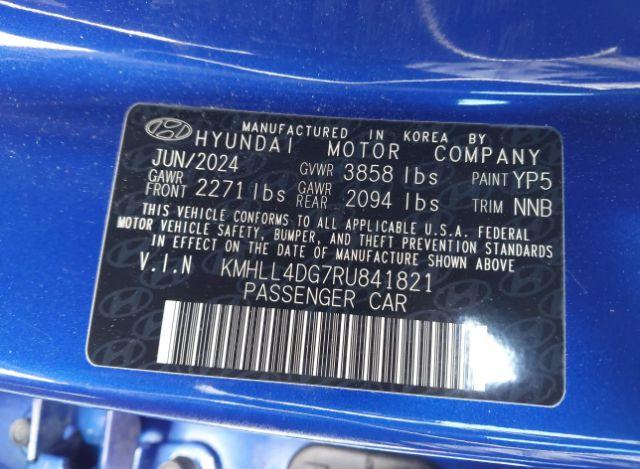 MANUFACTURED IN KOREA BY
HYUNDAI MOTOR COMPANY
JUN/2024 GVWR 3858 lbs PAINT YP5
GAWR FRONT 2271 lbs GAWR REAR 2094 lbs TRIM NNB
THIS VEHICLE CONFORMS TO ALL APPLICABLE U.S.A. FEDERAL
MOTOR VEHICLE SAFETY, BUMPER, AND THEFT PREVENTION STANDARDS
IN EFFECT ON THE DATE OF MANUFACTURE SHOWN ABOVE
V.I.N KMHLL4DG7RU841821
PASSENGER CAR